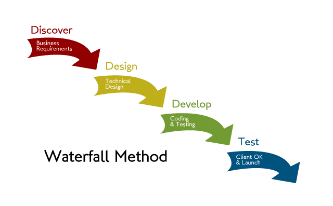 Discover
Business
Requirements
Design
Technical
Design
Develop
Coding
& Testing
Test
Client OK
& Launch
Waterfall Method